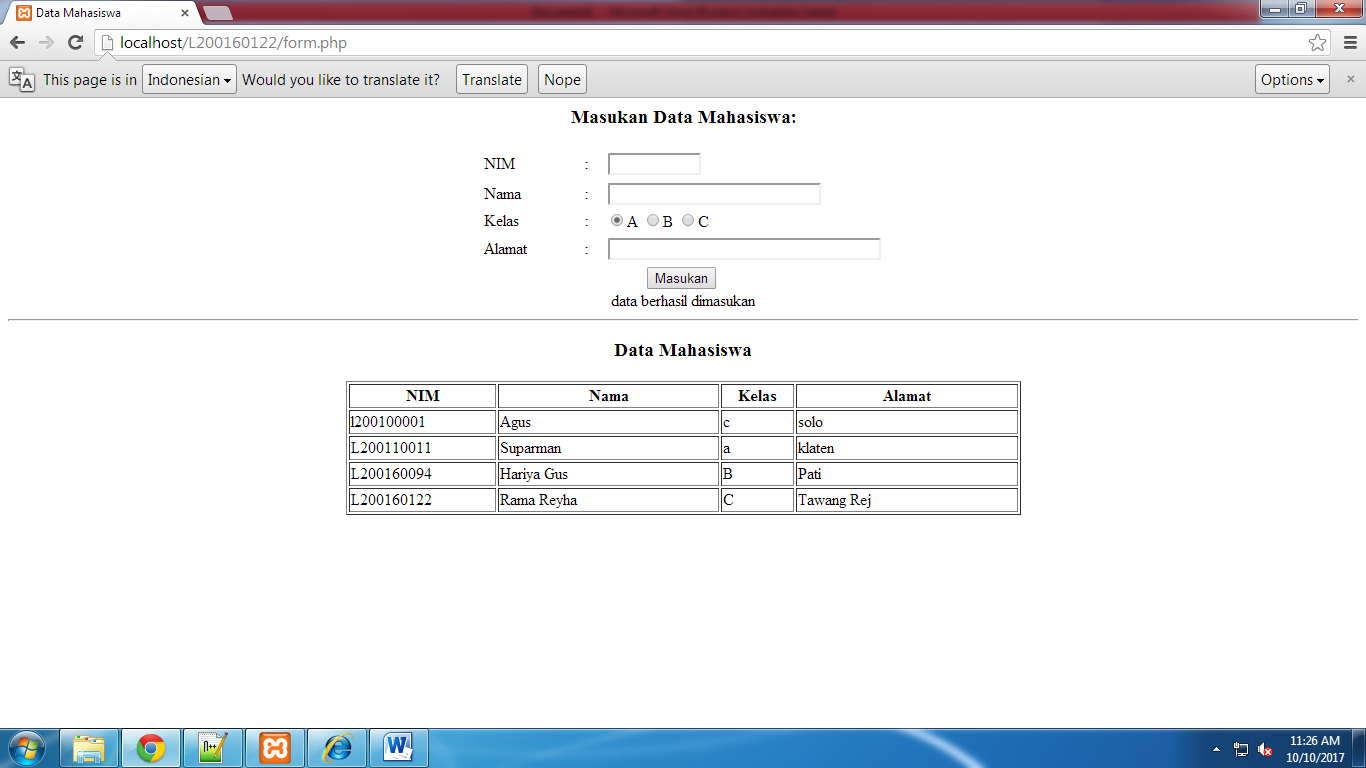 Data Mahasiswa
localhost/L200160122/form.php
This page is in Indonesian Would you like to translate it? Translate Nope Options
Masukan Data Mahasiswa:
NIM :
Nama :
Kelas : A B C
Alamat :
Masukan
data berhasil dimasukan
Data Mahasiswa
NIM Nama Kelas Alamat
l200100001 Agus c solo
L200110011 Suparman a klaten
L200160094 Hariya Gus B Pati
L200160122 Rama Reyha C Tawang Rej
11:26 AM
10/10/2017